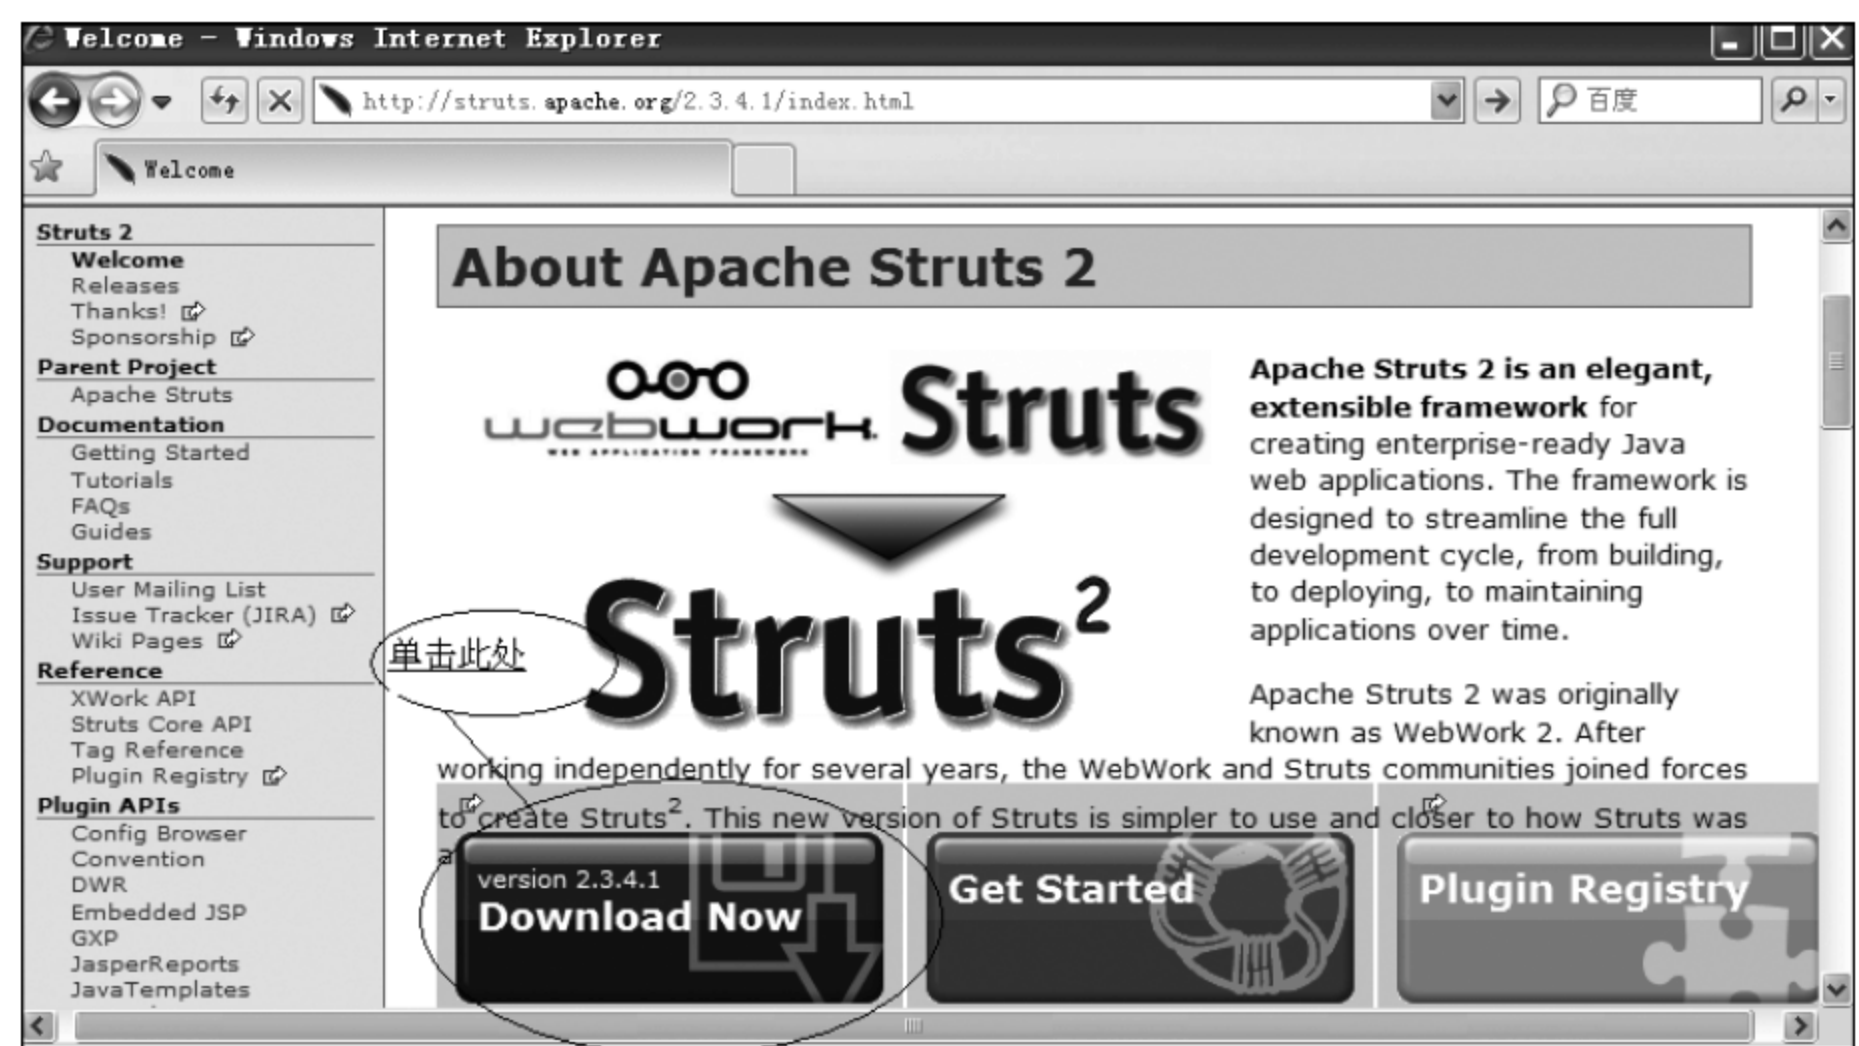 Welcome - Windows Internet Explorer
http://struts.apache.org/2.3.4.1/index.html
百度
Welcome
Struts 2
Welcome
Releases
Thanks!
Sponsorship
Parent Project
Apache Struts
Documentation
Getting Started
Tutorials
FAQs
Guides
Support
User Mailing List
Issue Tracker (JIRA)
Wiki Pages
Reference
XWork API
Struts Core API
Tag Reference
Plugin Registry
Plugin APIs
Config Browser
Convention
DWR
Embedded JSP
GXP
JasperReports
JavaTemplates
About Apache Struts 2
webwork
WEB APPLICATION FRAMEWORK
Struts
Struts²
单击此处
Apache Struts 2 is an elegant,
extensible framework for
creating enterprise-ready Java
web applications. The framework is
designed to streamline the full
development cycle, from building,
to deploying, to maintaining
applications over time.
Apache Struts 2 was originally
known as WebWork 2. After
working independently for several years, the WebWork and Struts communities joined forces
to create Struts². This new version of Struts is simpler to use and closer to how Struts was
version 2.3.4.1
Download Now
Get Started
Plugin Registry